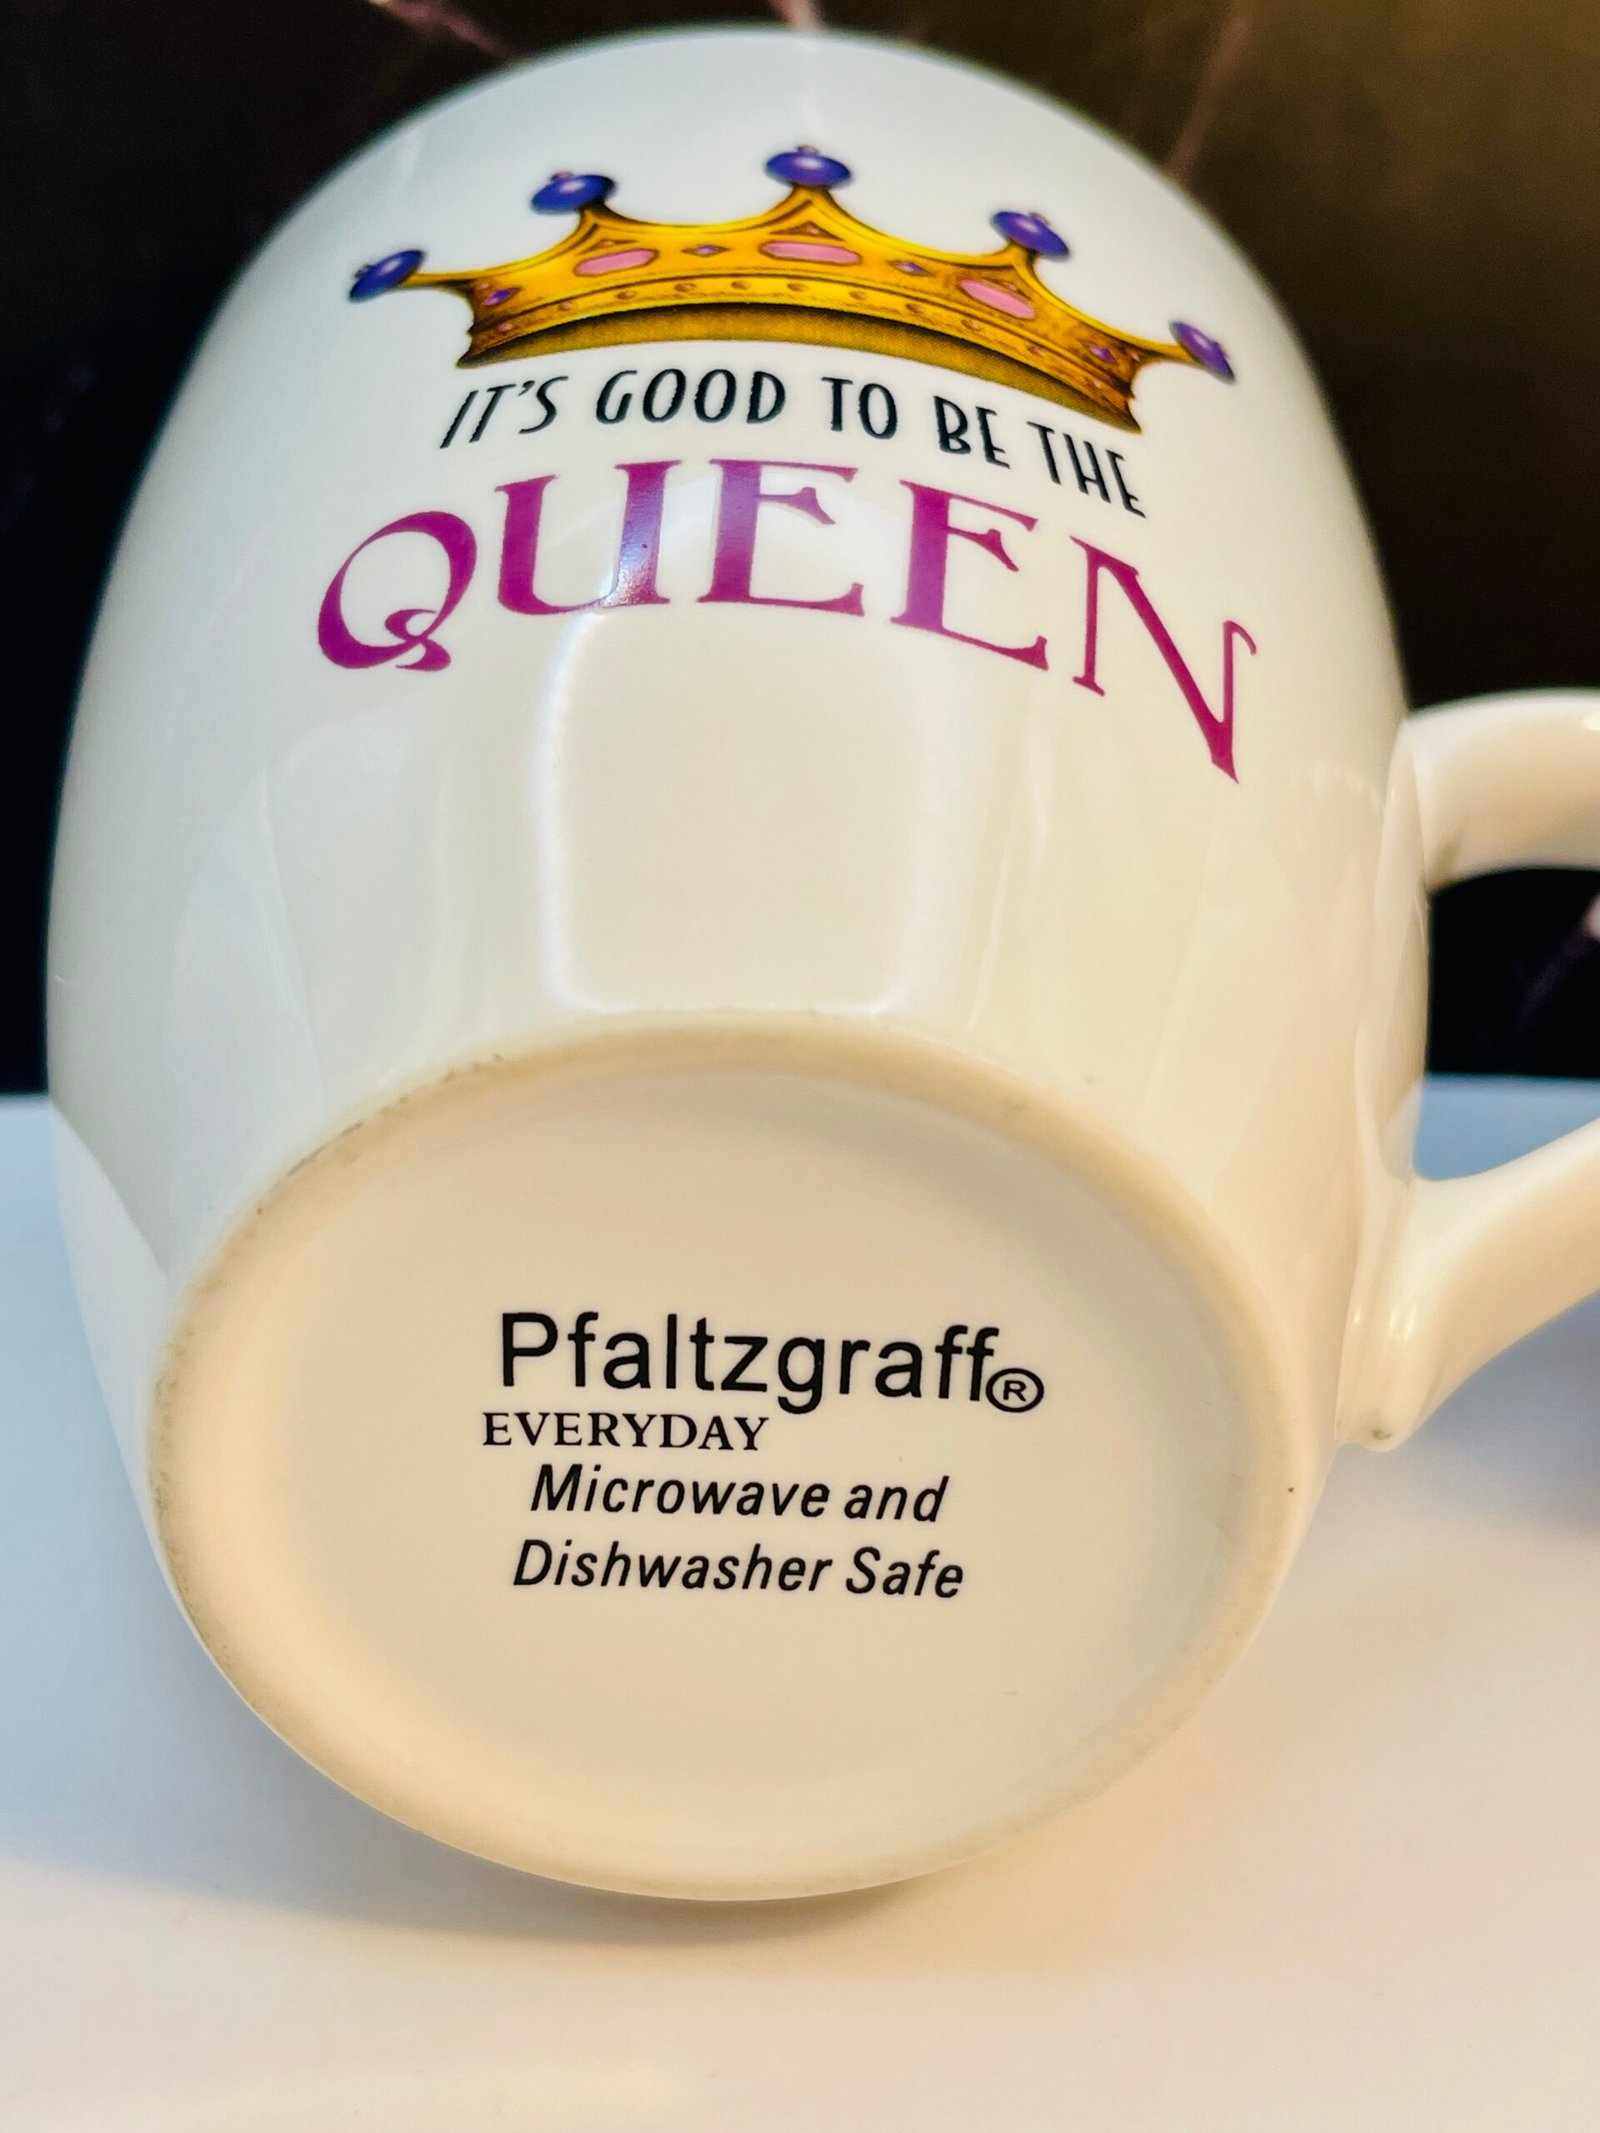 IT'S GOOD TO BE THE
QUEEN
Pfaltzgraff®
EVERYDAY
Microwave and
Dishwasher Safe